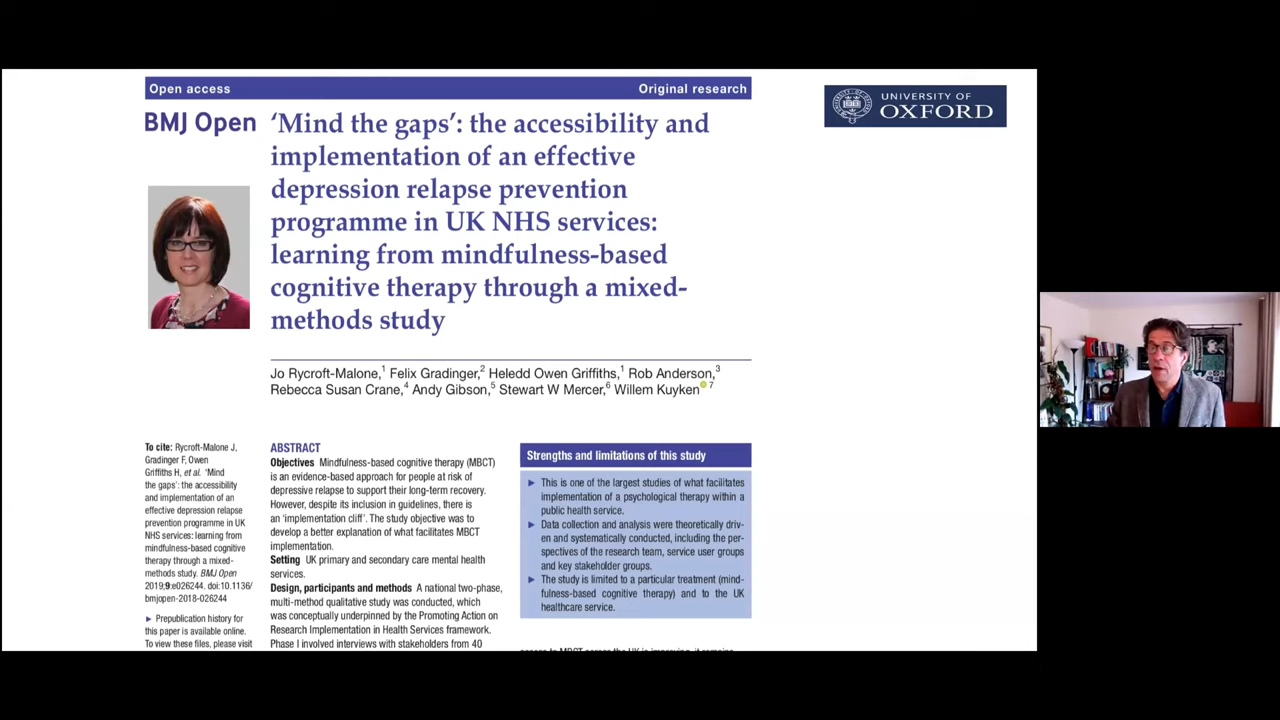 Open access
Original research
BMJ Open
‘Mind the gaps’: the accessibility and
implementation of an effective
depression relapse prevention
programme in UK NHS services:
learning from mindfulness-based
cognitive therapy through a mixed-
methods study
UNIVERSITY OF
OXFORD
Jo Rycroft-Malone,1 Felix Gradinger,2 Heledd Owen Griffiths,1 Rob Anderson,3
Rebecca Susan Crane,4 Andy Gibson,5 Stewart W Mercer,6 Willem Kuyken 7
To cite: Rycroft-Malone J,
Gradinger F, Owen
Griffiths H, et al. ‘Mind
the gaps’: the accessibility
and implementation of an
effective depression relapse
prevention programme in UK
NHS services: learning from
mindfulness-based cognitive
therapy through a mixed-
methods study. BMJ Open
2019;9:e026244. doi:10.1136/
bmjopen-2018-026244
► Prepublication history for
this paper is available online.
To view these files, please visit
ABSTRACT
Objectives Mindfulness-based cognitive therapy (MBCT)
is an evidence-based approach for people at risk of
depressive relapse to support their long-term recovery.
However, despite its inclusion in guidelines, there is
an ‘implementation cliff’. The study objective was to
develop a better explanation of what facilitates MBCT
implementation.
Setting UK primary and secondary care mental health
services.
Design, participants and methods A national two-phase,
multi-method qualitative study was conducted, which
was conceptually underpinned by the Promoting Action on
Research Implementation in Health Services framework.
Phase I involved interviews with stakeholders from 40
Strengths and limitations of this study
► This is one of the largest studies of what facilitates
implementation of a psychological therapy within a
public health service.
► Data collection and analysis were theoretically driv-
en and systematically conducted, including the per-
spectives of the research team, service user groups
and key stakeholder groups.
► The study is limited to a particular treatment (mind-
fulness-based cognitive therapy) and to the UK
healthcare service.